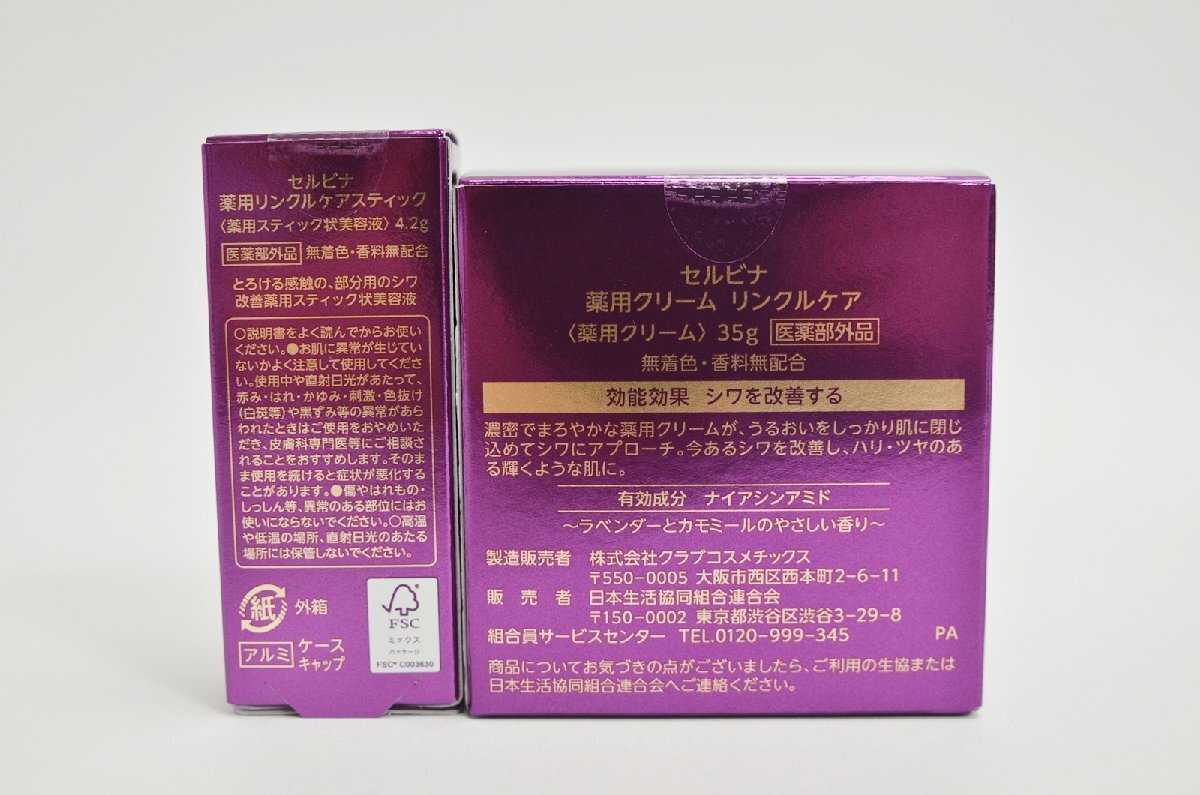 セルビナ
薬用リンクルケアスティック
〈薬用スティック状美容液〉4.2g
医薬部外品 無着色・香料無配合
とろける感触の、部分用のシワ
改善薬用スティック状美容液
○説明書をよく読んでからお使い
ください。●お肌に異常が生じてい
ないかよく注意して使用してくださ
い。使用中や直射日光があたって、
赤み・はれ・かゆみ・刺激・色抜け
(白斑等)や黒ずみ等の異常があら
われたときはご使用をおやめいた
だき、皮膚科専門医等にご相談さ
れることをおすすめします。そのま
ま使用を続けると症状が悪化する
ことがあります。●傷やはれもの・
しっしん等、異常のある部位にはお
使いにならないでください。○高温
や低温の場所、直射日光のあたる
場所には保管しないでください。
紙 外箱
アルミ ケース
キャップ
FSC
ミックス
パッケージ
FSC® C003630
セルビナ
薬用クリーム リンクルケア
〈薬用クリーム〉35g 医薬部外品
無着色・香料無配合
効能効果 シワを改善する
濃密でまろやかな薬用クリームが、うるおいをしっかり肌に閉じ
込めてシワにアプローチ。今あるシワを改善し、ハリ・ツヤのあ
る輝くような肌に。
有効成分 ナイアシンアミド
～ラベンダーとカモミールのやさしい香り～
製造販売者 株式会社クラブコスメチックス
〒550-0005 大阪市西区西本町2-6-11
販売者 日本生活協同組合連合会
〒150-0002 東京都渋谷区渋谷3-29-8
組合員サービスセンター TEL.0120-999-345 PA
商品についてお気づきの点がございましたら、ご利用の生協または
日本生活協同組合連合会へご連絡ください。